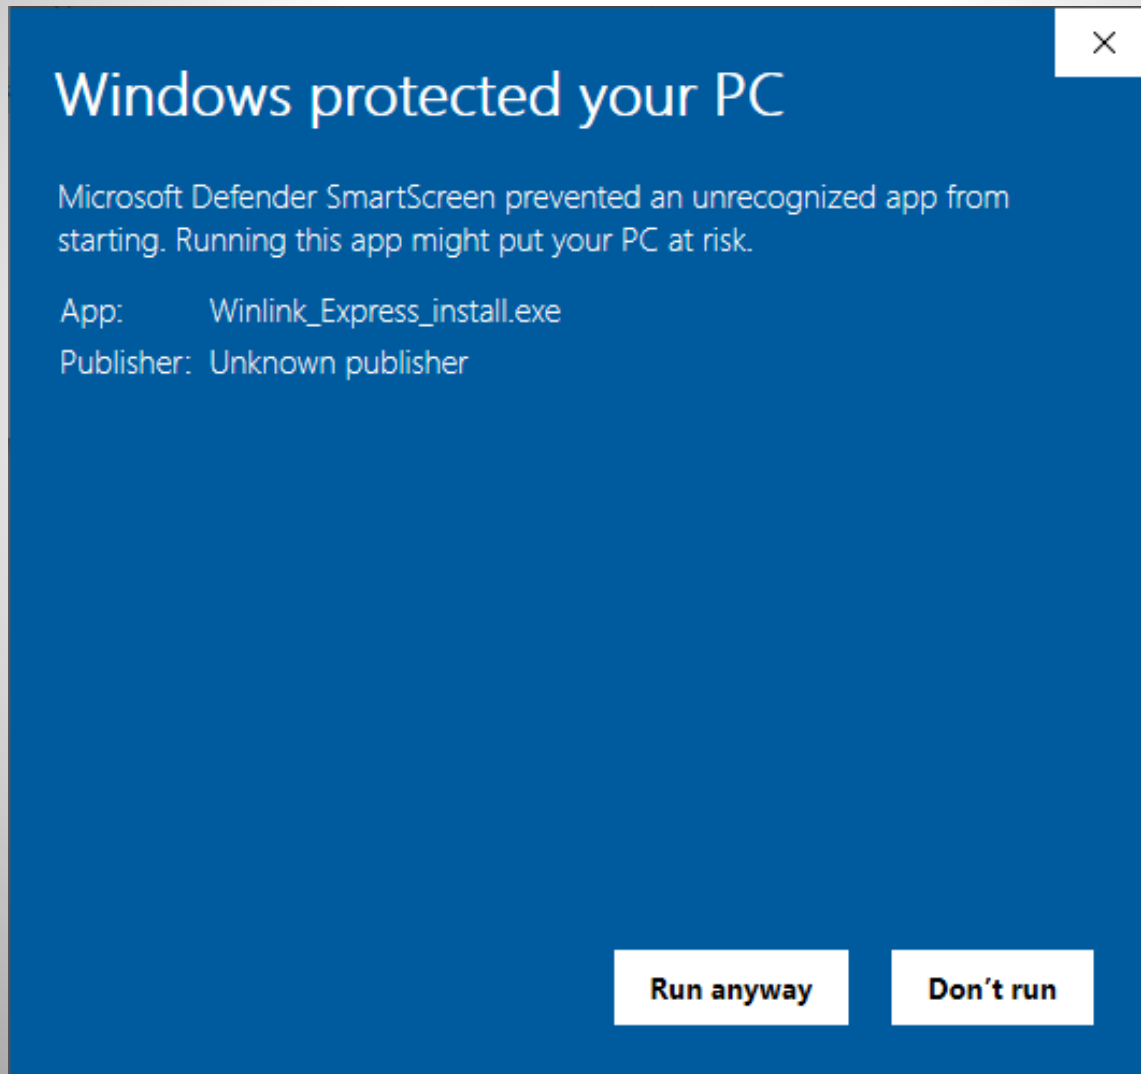 Windows protected your PC
Microsoft Defender SmartScreen prevented an unrecognized app from
starting. Running this app might put your PC at risk.
App: Winlink_Express_install.exe
Publisher: Unknown publisher
Run anyway Don't run